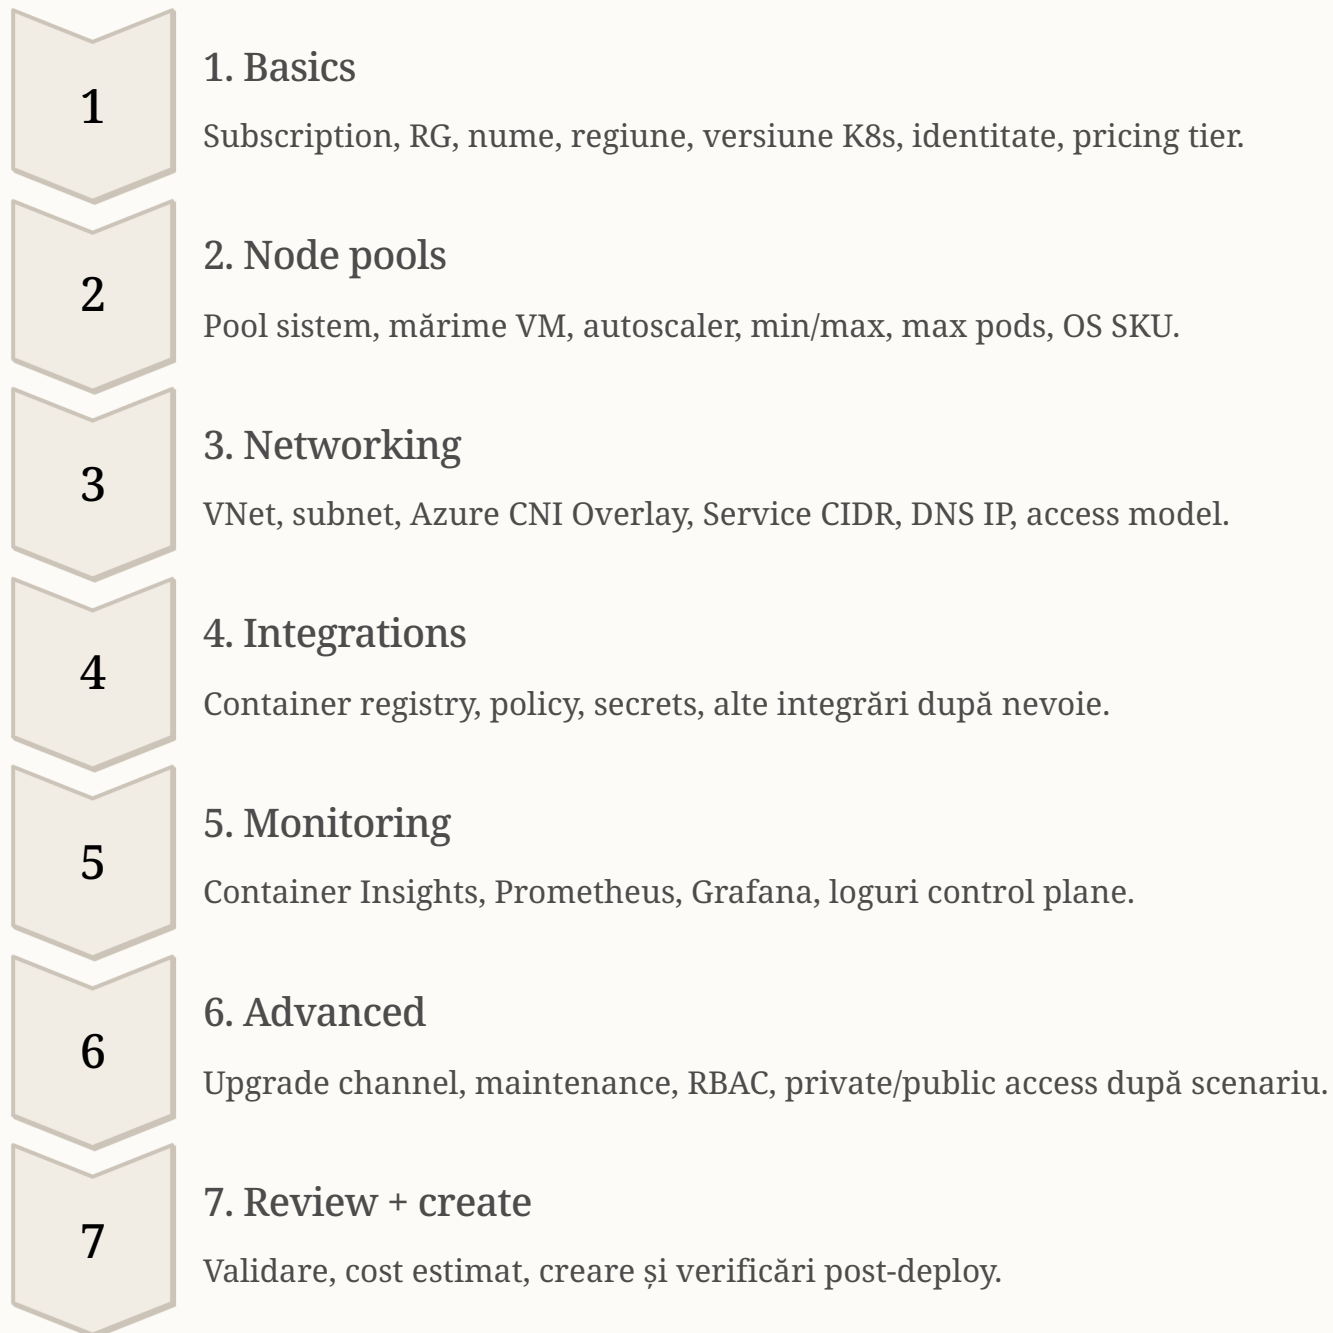 1
1. Basics
Subscription, RG, nume, regiune, versiune K8s, identitate, pricing tier.
2
2. Node pools
Pool sistem, mărime VM, autoscaler, min/max, max pods, OS SKU.
3
3. Networking
VNet, subnet, Azure CNI Overlay, Service CIDR, DNS IP, access model.
4
4. Integrations
Container registry, policy, secrets, alte integrări după nevoie.
5
5. Monitoring
Container Insights, Prometheus, Grafana, loguri control plane.
6
6. Advanced
Upgrade channel, maintenance, RBAC, private/public access după scenariu.
7
7. Review + create
Validare, cost estimat, creare și verificări post-deploy.